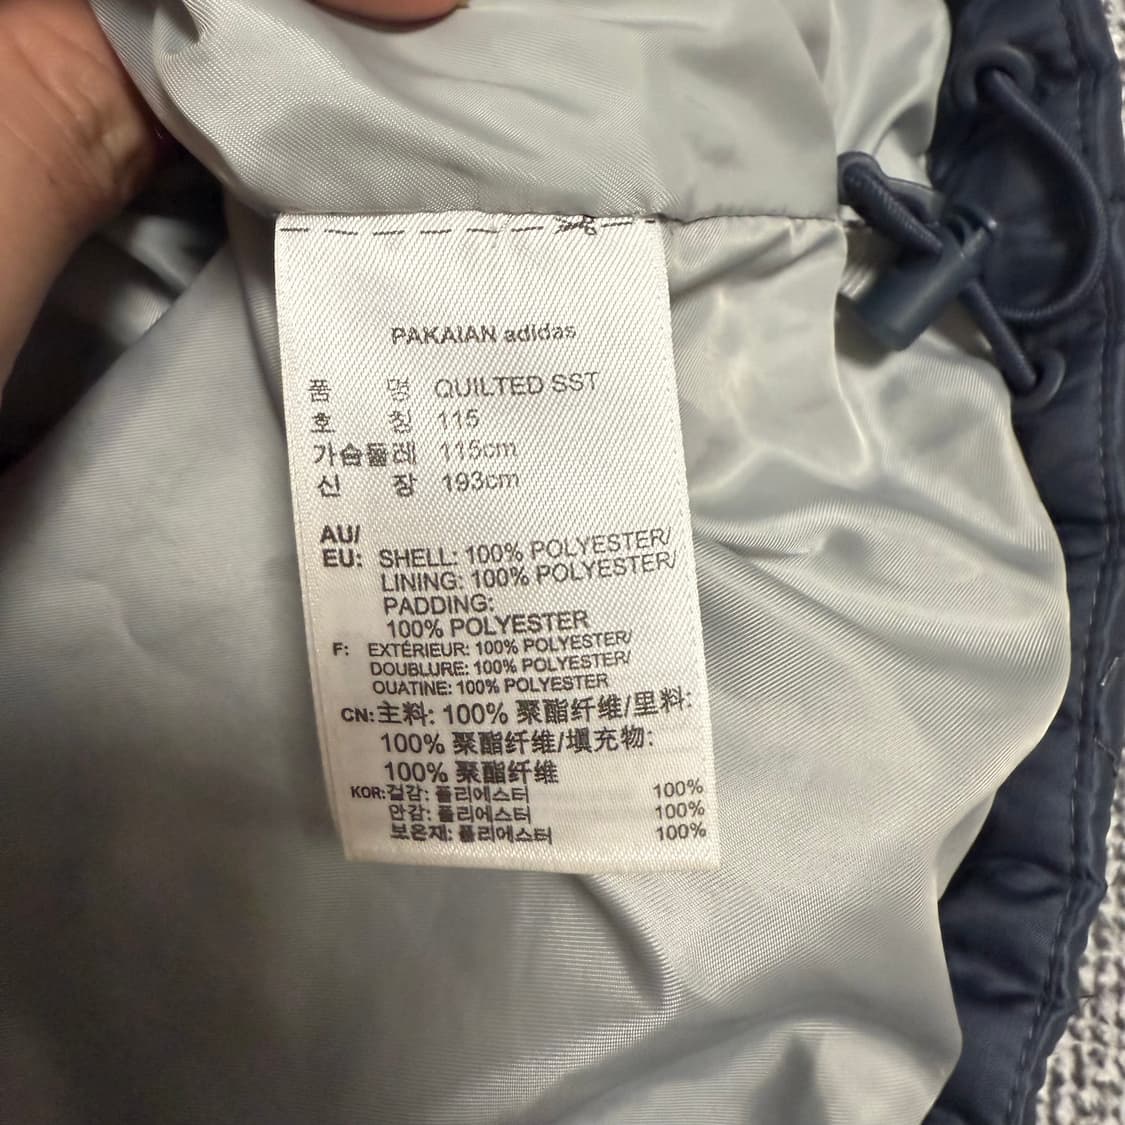 PAKAIAN adidas
품 명 QUILTED SST
호 칭 115
가슴둘레 115cm
신 장 193cm
AU/
EU: SHELL: 100% POLYESTER/
LINING: 100% POLYESTER/
PADDING:
100% POLYESTER
F: EXTÉRIEUR: 100% POLYESTER/
DOUBLURE: 100% POLYESTER/
OUATINE: 100% POLYESTER
CN:主料: 100% 聚酯纤维/里料:
100% 聚酯纤维/填充物:
100% 聚酯纤维
KOR:겉감: 폴리에스터 100%
안감: 폴리에스터 100%
보온재: 폴리에스터 100%